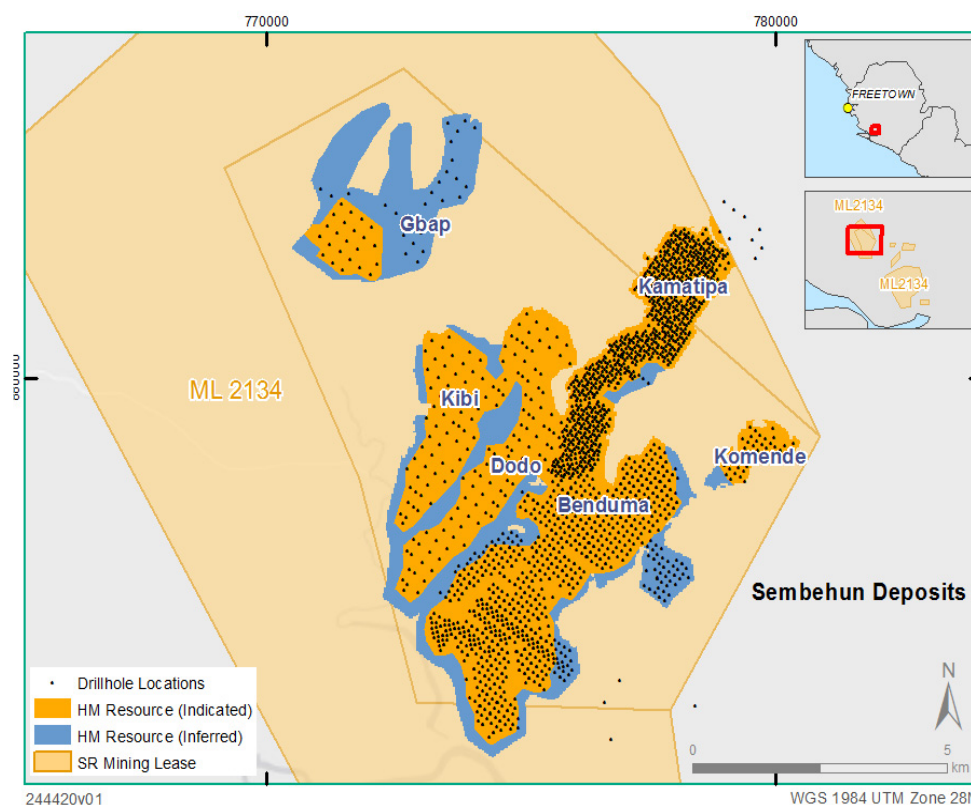 770000
780000
FREETOWN
ML2134
ML2134
Gbap
Kamatipa
880000
ML 2134
Kibi
Dodo
Komende
Benduma
Sembehun Deposits
Drillhole Locations
HM Resource (Indicated)
HM Resource (Inferred)
SR Mining Lease
N
0
5
km
244420v01
WGS 1984 UTM Zone 28N